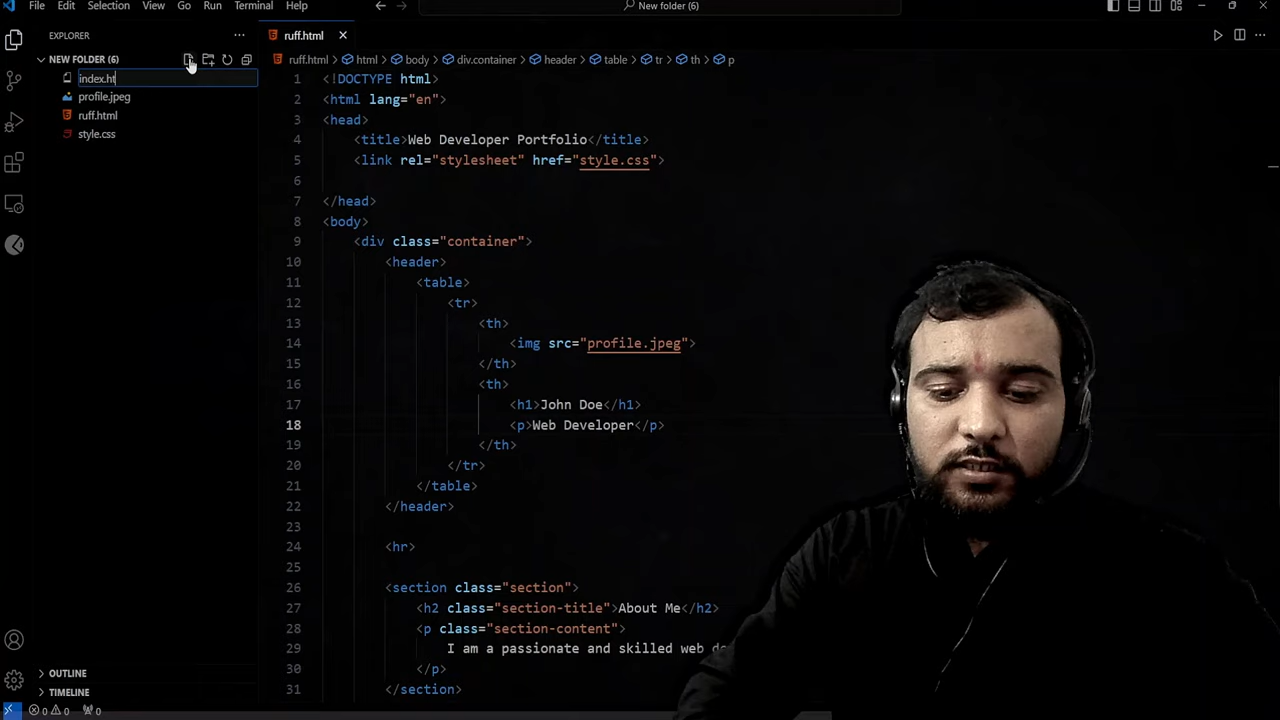 File Edit Selection View Go Run Terminal Help
New folder (6)
EXPLORER
NEW FOLDER (6)
index.ht
profile.jpeg
ruff.html
style.css
OUTLINE
TIMELINE
0 0 0
ruff.html
ruff.html > html > body > div.container > header > table > tr > th > p
1 <!DOCTYPE html>
2 <html lang="en">
3 <head>
4 <title>Web Developer Portfolio</title>
5 <link rel="stylesheet" href="style.css">
6
7 </head>
8 <body>
9 <div class="container">
10 <header>
11 <table>
12 <tr>
13 <th>
14 <img src="profile.jpeg">
15 </th>
16 <th>
17 <h1>John Doe</h1>
18 <p>Web Developer</p>
19 </th>
20 </tr>
21 </table>
22 </header>
23
24 <hr>
25
26 <section class="section">
27 <h2 class="section-title">About Me</h2>
28 <p class="section-content">
29 I am a passionate and skilled web de
30 </p>
31 </section>